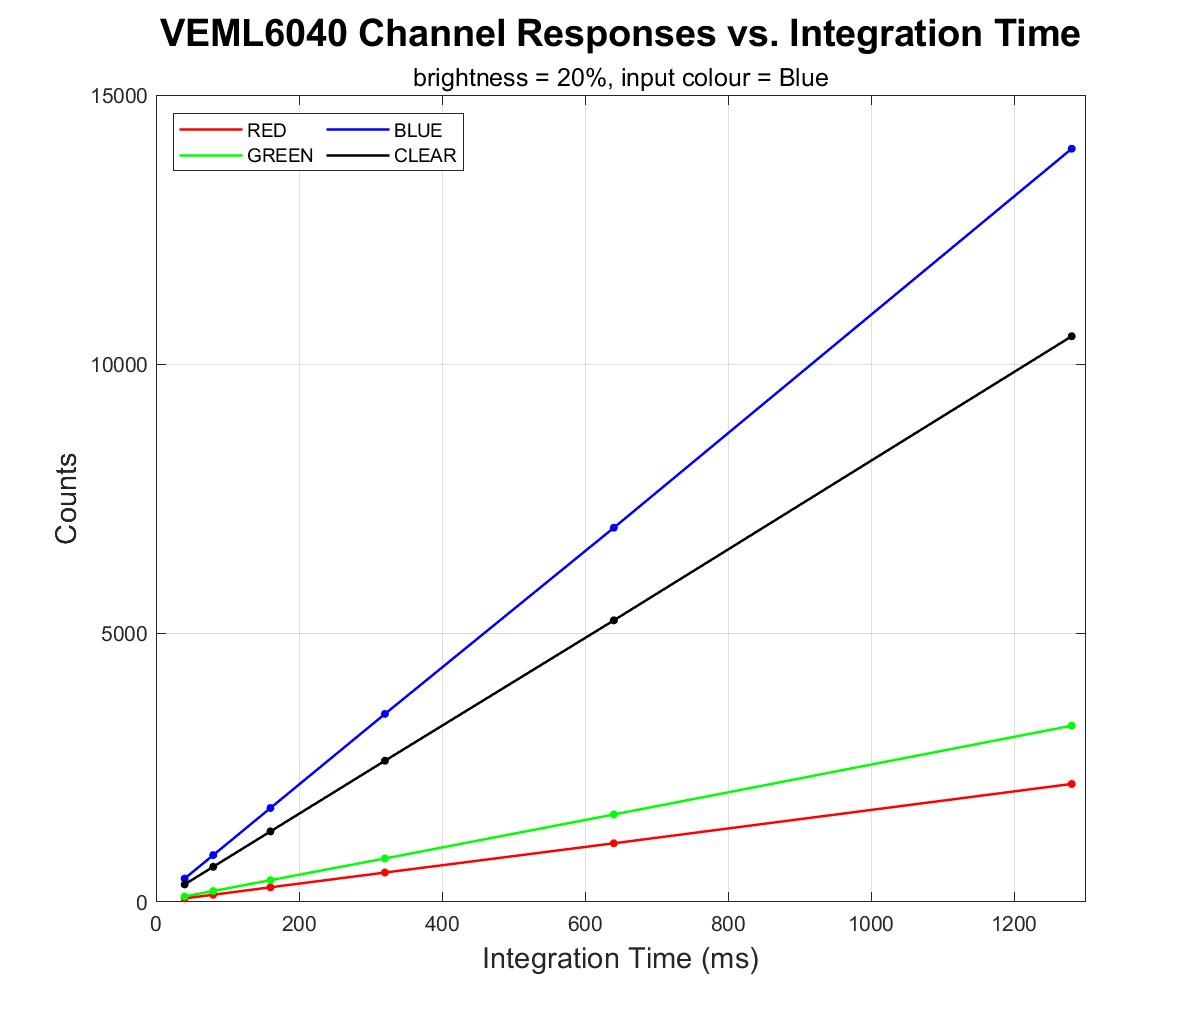 VEML6040 Channel Responses vs. Integration Time
brightness = 20%, input colour = Blue
RED BLUE
GREEN CLEAR
15000
10000
5000
0
Counts
0 200 400 600 800 1000 1200
Integration Time (ms)